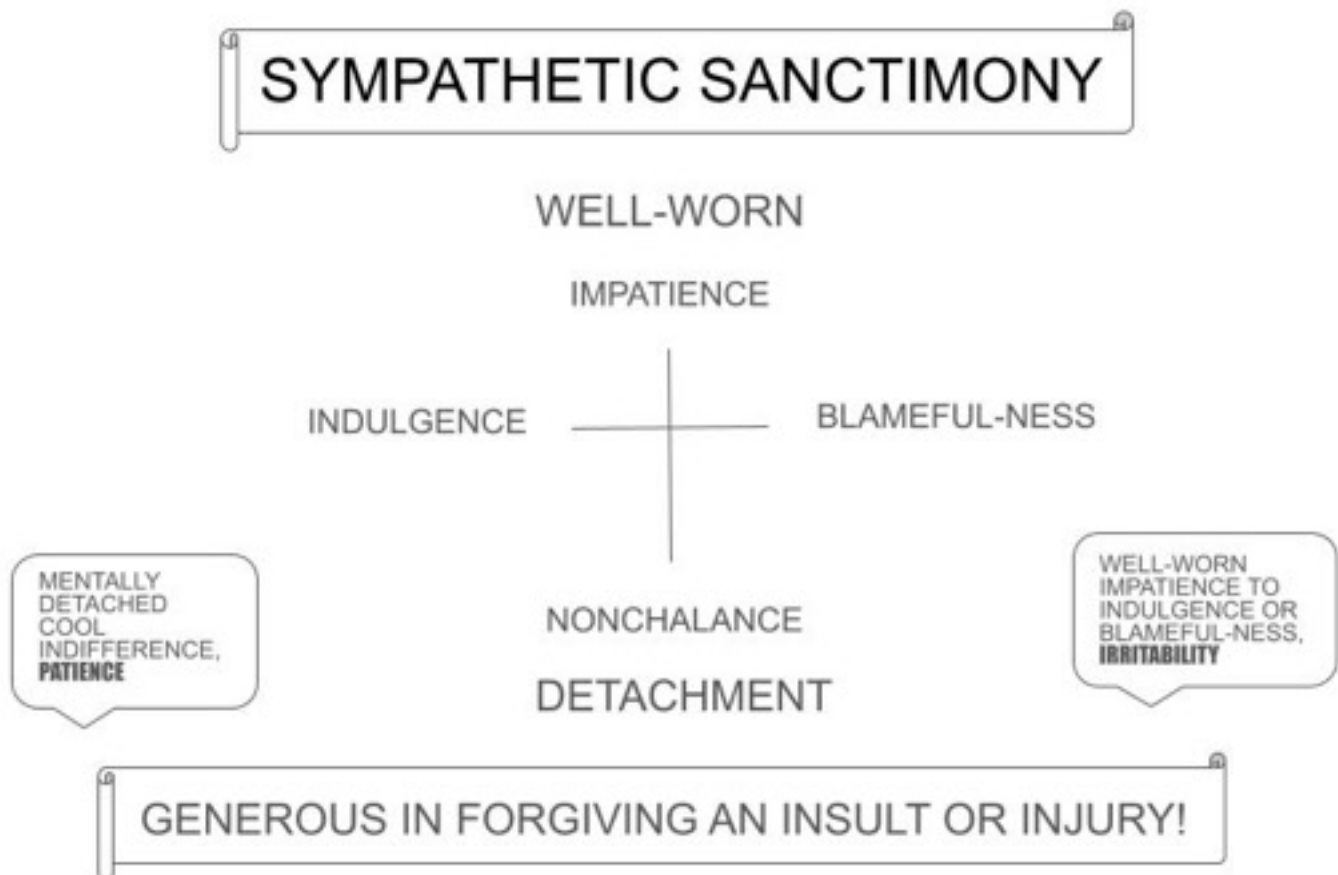 SYMPATHETIC SANCTIMONY
WELL-WORN
IMPATIENCE
INDULGENCE
BLAMEFUL-NESS
MENTALLY
DETACHED
COOL
INDIFFERENCE,
PATIENCE
NONCHALANCE
DETACHMENT
WELL-WORN
IMPATIENCE TO
INDULGENCE OR
BLAMEFUL-NESS,
IRRITABILITY
GENEROUS IN FORGIVING AN INSULT OR INJURY!